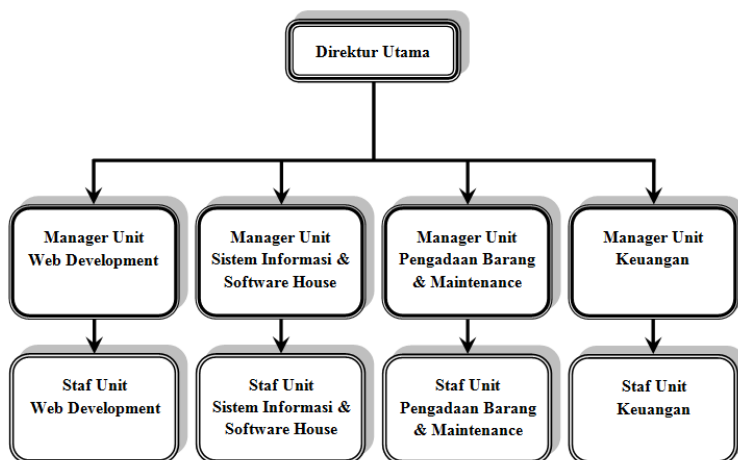 Direktur Utama
Manager Unit
Web Development
Manager Unit
Sistem Informasi &
Software House
Manager Unit
Pengadaan Barang
& Maintenance
Manager Unit
Keuangan
Staf Unit
Web Development
Staf Unit
Sistem Informasi &
Software House
Staf Unit
Pengadaan Barang
& Maintenance
Staf Unit
Keuangan